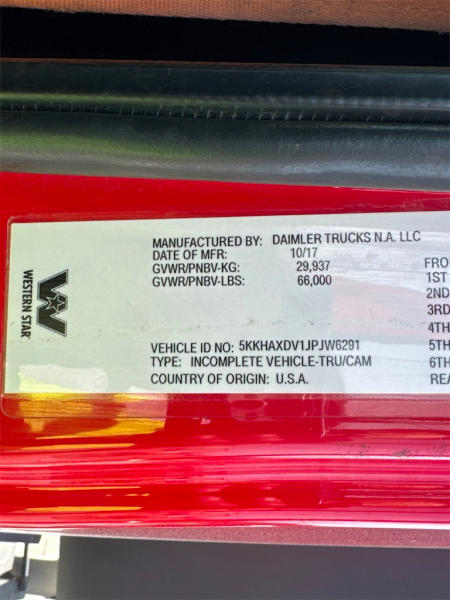 MANUFACTURED BY: DAIMLER TRUCKS N.A. LLC
DATE OF MFR: 10/17
GVWR/PNBV-KG: 29,937
GVWR/PNBV-LBS: 66,000
VEHICLE ID NO: 5KKHAXDV1JPJW6291
TYPE: INCOMPLETE VEHICLE-TRU/CAM
COUNTRY OF ORIGIN: U.S.A.
WESTERN STAR
FRO
1ST
2ND
3RD
4TH
5TH
6TH
REA